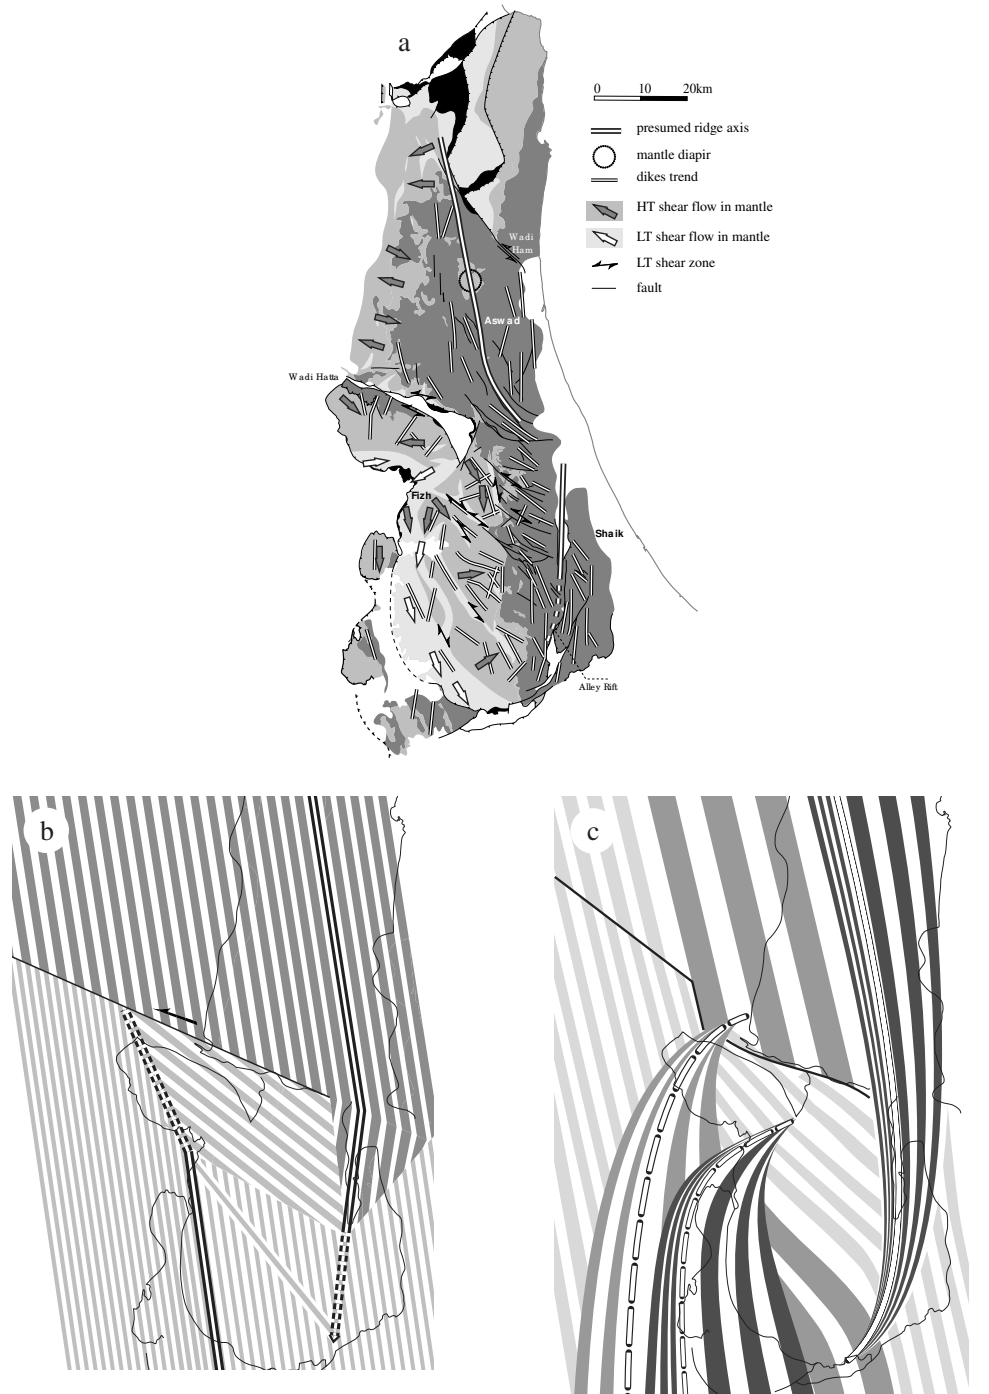 a
0 10 20km
presumed ridge axis
mantle diapir
dikes trend
HT shear flow in mantle
LT shear flow in mantle
LT shear zone
fault
Wadi
Ham
Aswad
Wadi Hatta
Fizh
Shaik
Alley Rift
b
c